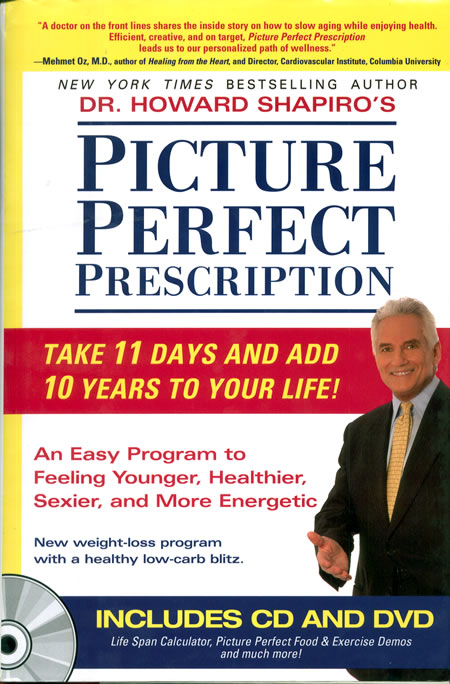 "A doctor on the front lines shares the inside story on how to slow aging while enjoying health.
Efficient, creative, and on target, Picture Perfect Prescription
leads us to our personalized path of wellness."
—Mehmet Oz, M.D., author of Healing from the Heart, and Director, Cardiovascular Institute, Columbia University
NEW YORK TIMES BESTSELLING AUTHOR
DR. HOWARD SHAPIRO'S
PICTURE
PERFECT
PRESCRIPTION
TAKE 11 DAYS AND ADD
10 YEARS TO YOUR LIFE!
An Easy Program to
Feeling Younger, Healthier,
Sexier, and More Energetic
New weight-loss program
with a healthy low-carb blitz.
INCLUDES CD AND DVD
Life Span Calculator, Picture Perfect Food & Exercise Demos
and much more!